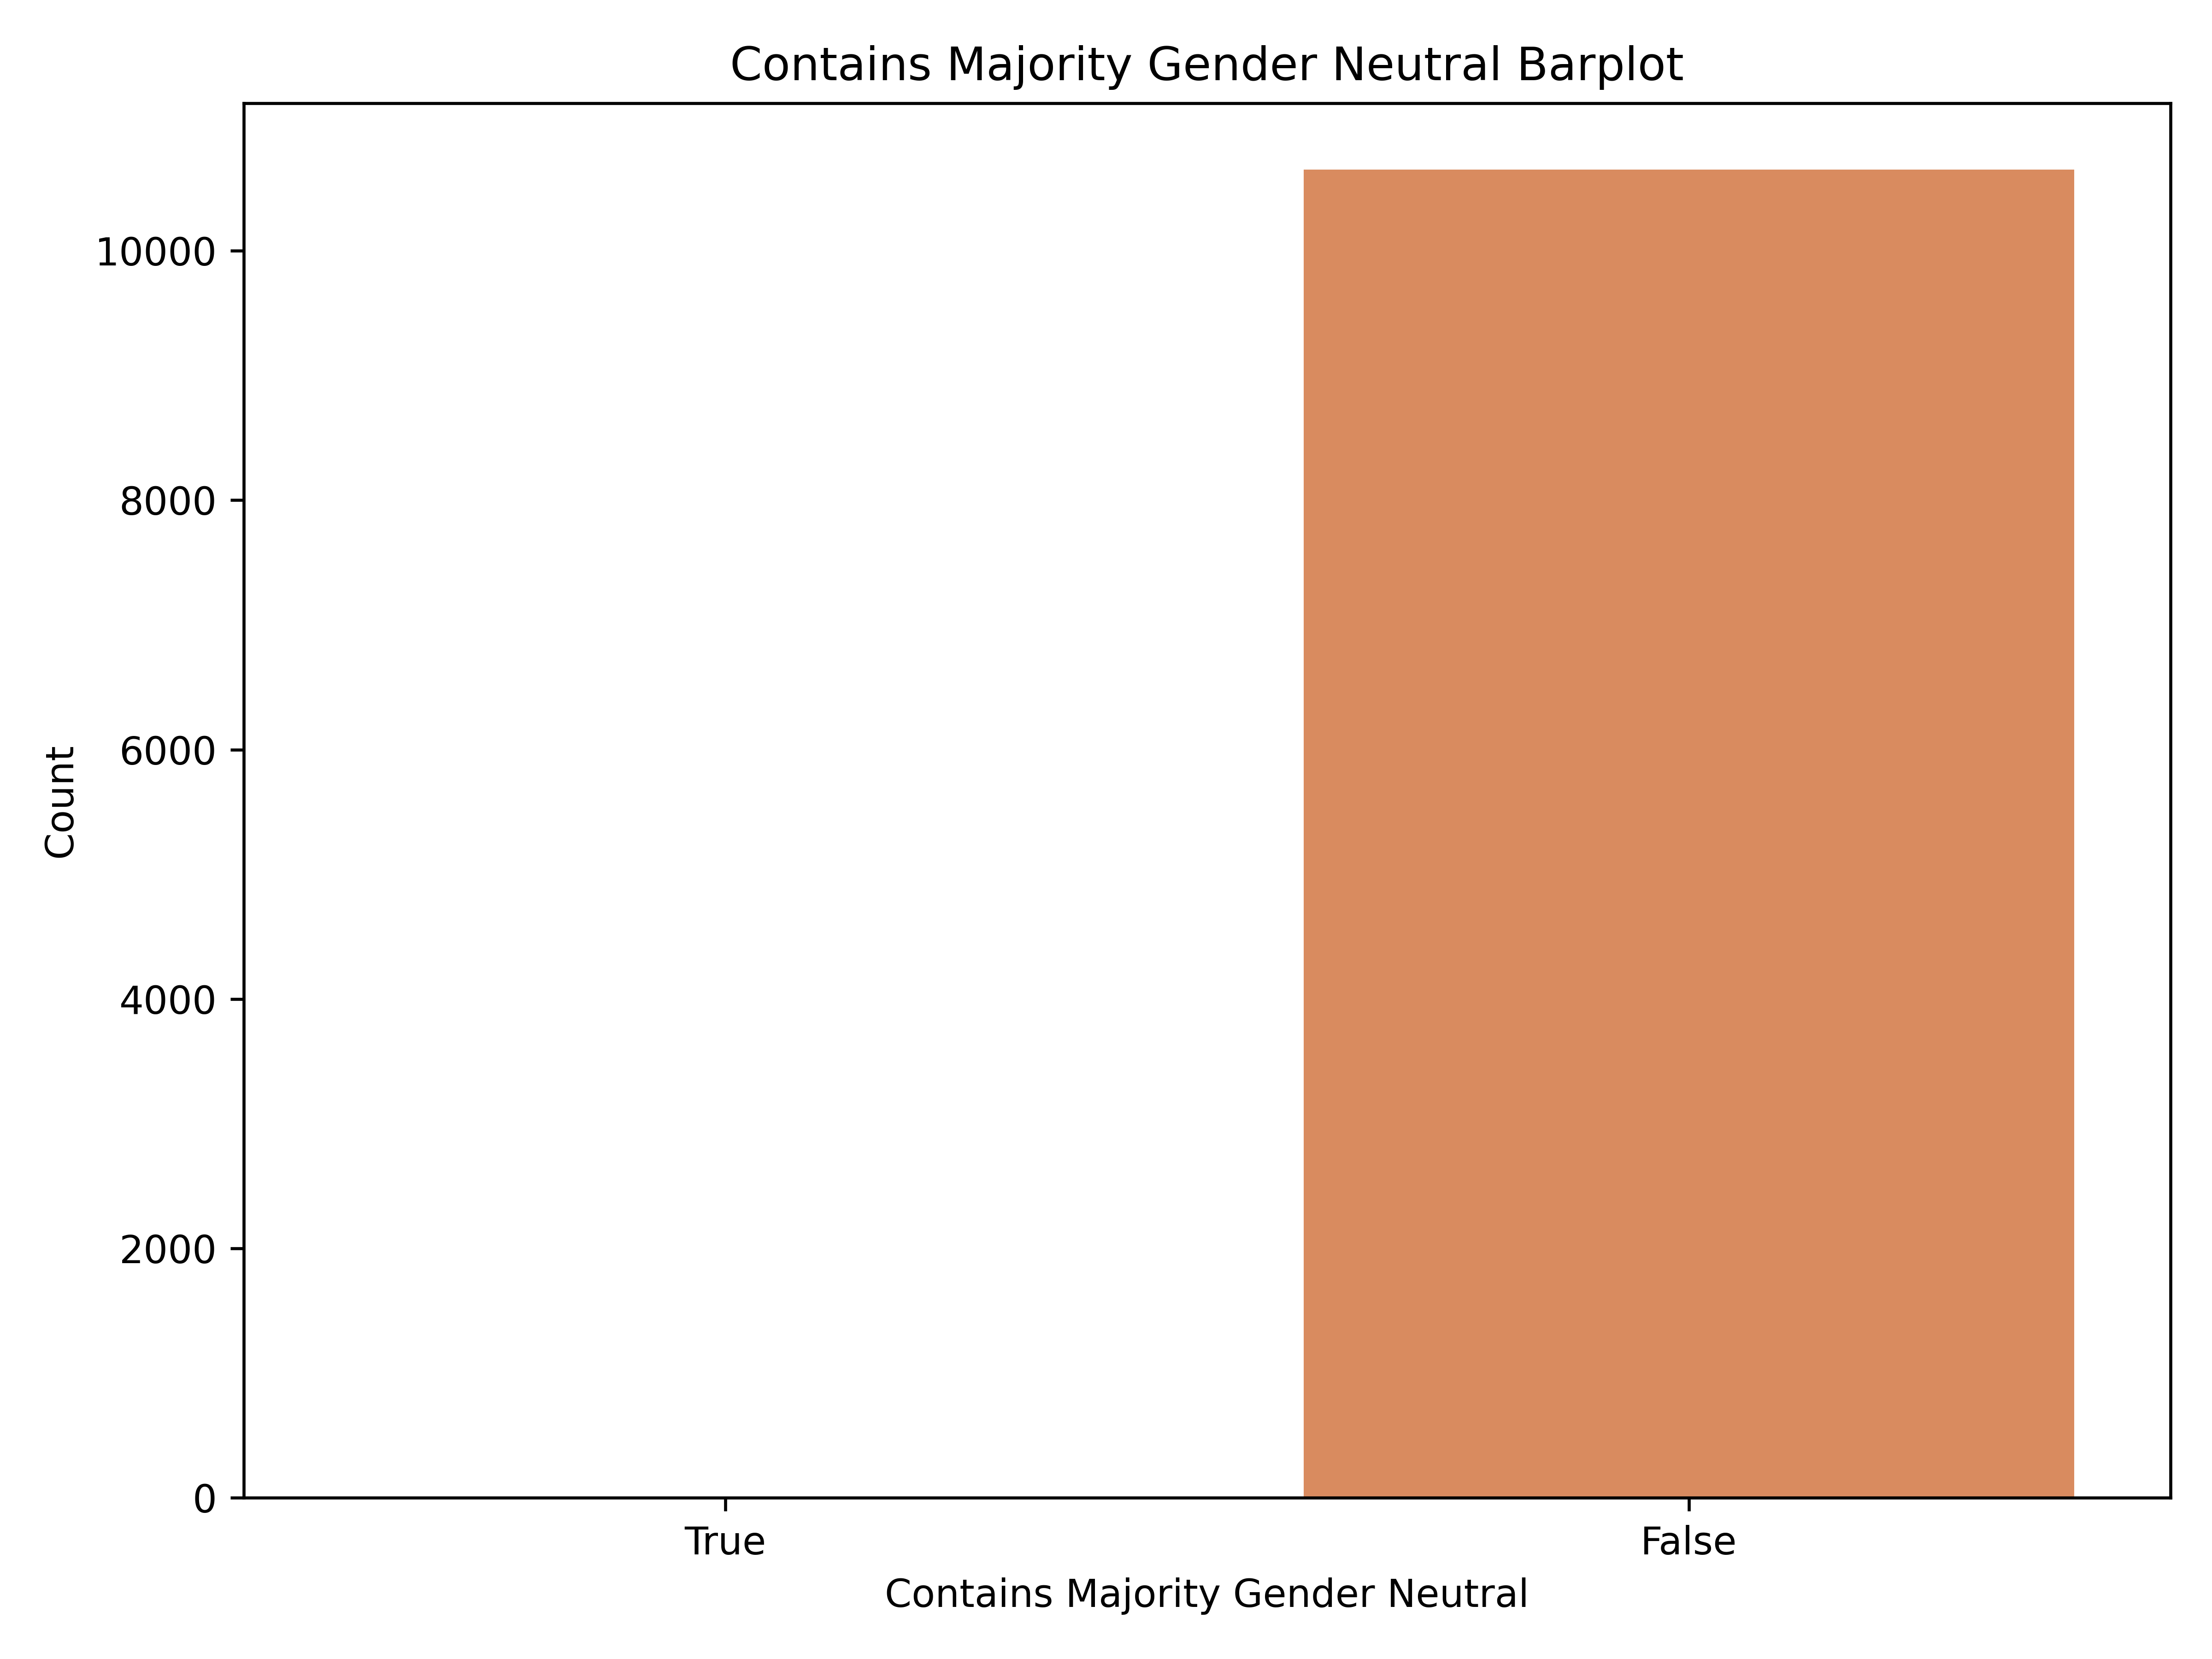 Contains Majority Gender Neutral Barplot
10000
8000
6000
4000
2000
0
Count
True
False
Contains Majority Gender Neutral